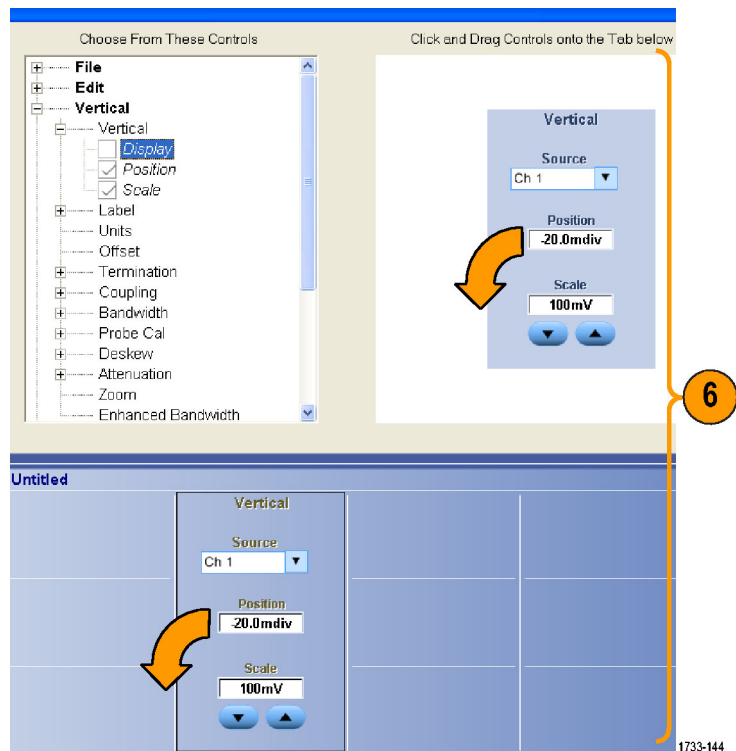 Choose From These Controls
Click and Drag Controls onto the Tab below
File
Edit
Vertical
Vertical
Display
Position
Scale
Label
Units
Offset
Termination
Coupling
Bandwidth
Probe Cal
Deskew
Attenuation
Zoom
Enhanced Bandwidth
Vertical
Source
Ch 1
Position
-20.0mdiv
Scale
100mV
6
Untitled
Vertical
Source
Ch 1
Position
-20.0mdiv
Scale
100mV
1733-144